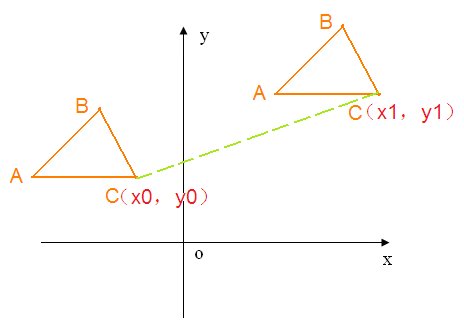 B
y
A
C（x1，y1）
B
A
C（x0，y0）
o
x